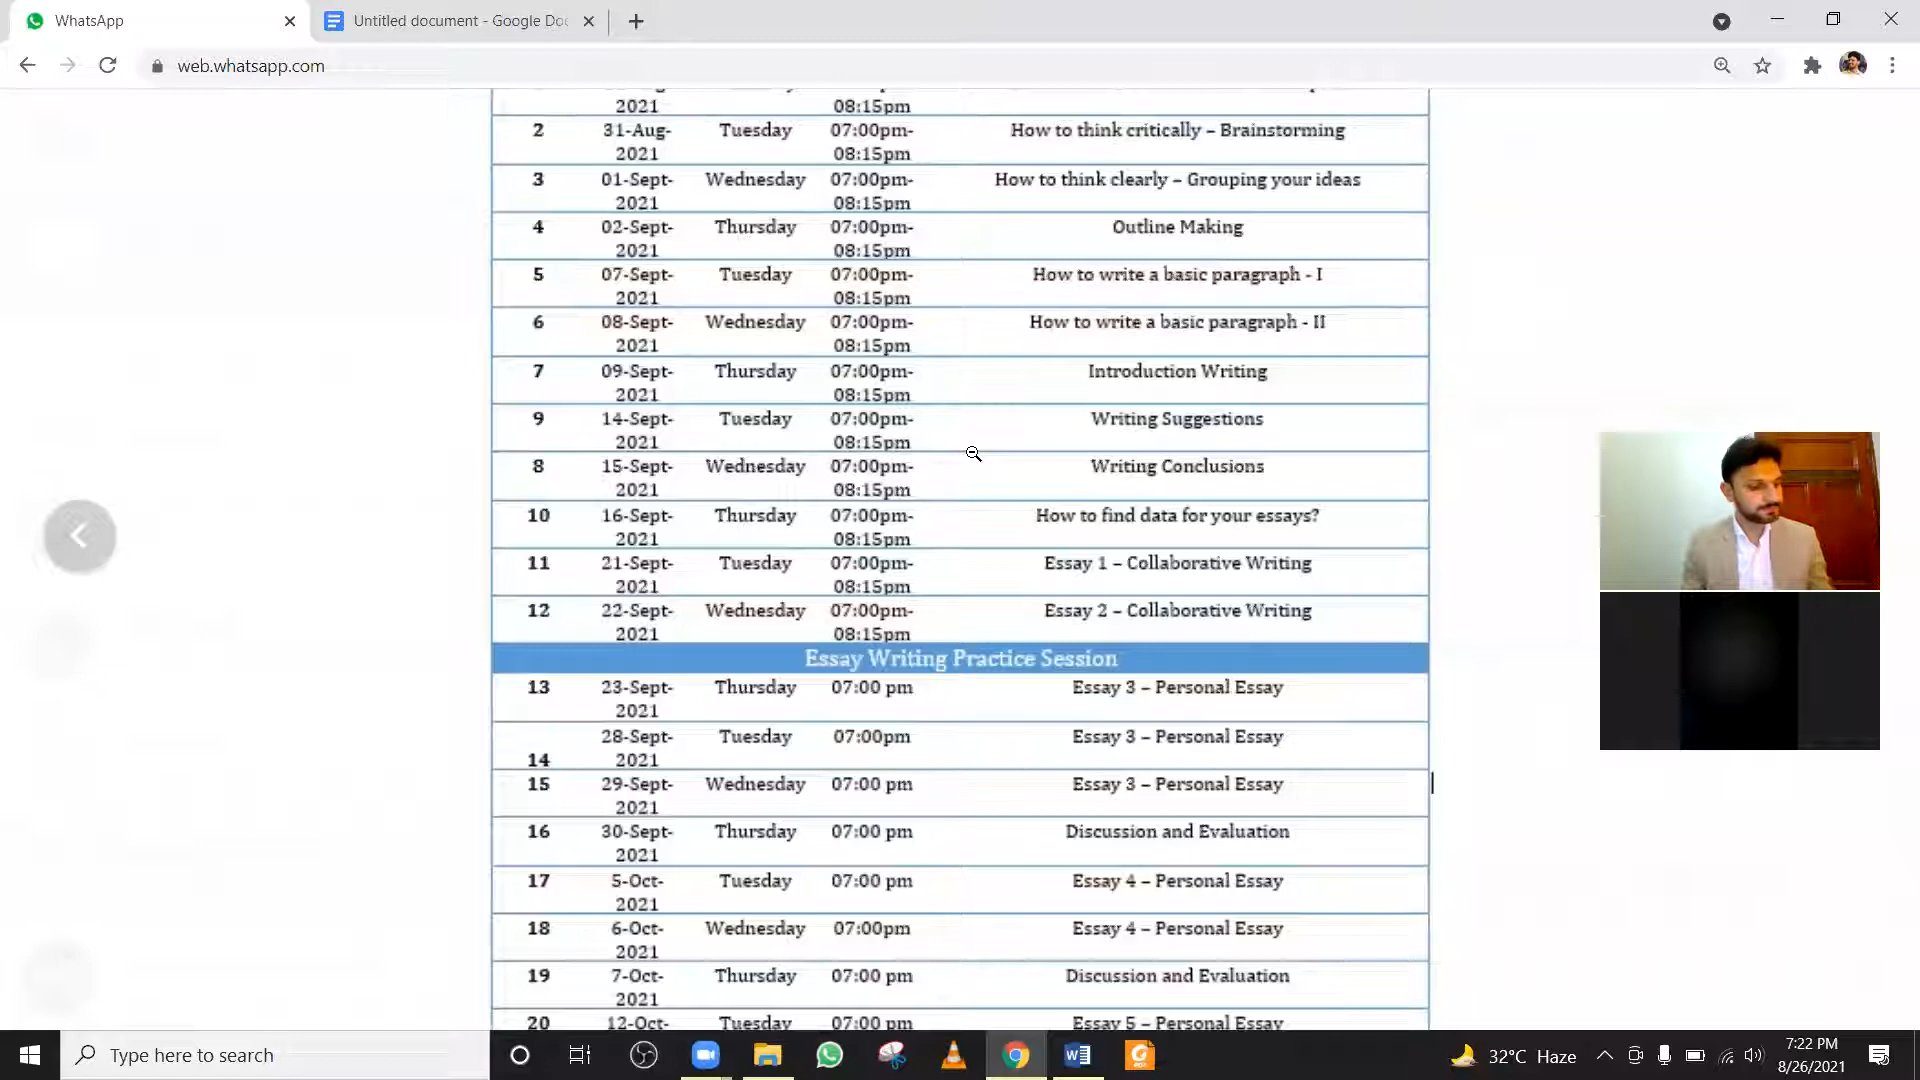 WhatsApp
Untitled document - Google Doc
web.whatsapp.com
2021 08:15pm
2 31-Aug- Tuesday 07:00pm- How to think critically – Brainstorming
2021 08:15pm
3 01-Sept- Wednesday 07:00pm- How to think clearly – Grouping your ideas
2021 08:15pm
4 02-Sept- Thursday 07:00pm- Outline Making
2021 08:15pm
5 07-Sept- Tuesday 07:00pm- How to write a basic paragraph - I
2021 08:15pm
6 08-Sept- Wednesday 07:00pm- How to write a basic paragraph - II
2021 08:15pm
7 09-Sept- Thursday 07:00pm- Introduction Writing
2021 08:15pm
9 14-Sept- Tuesday 07:00pm- Writing Suggestions
2021 08:15pm
8 15-Sept- Wednesday 07:00pm- Writing Conclusions
2021 08:15pm
10 16-Sept- Thursday 07:00pm- How to find data for your essays?
2021 08:15pm
11 21-Sept- Tuesday 07:00pm- Essay 1 – Collaborative Writing
2021 08:15pm
12 22-Sept- Wednesday 07:00pm- Essay 2 – Collaborative Writing
2021 08:15pm
Essay Writing Practice Session
13 23-Sept- Thursday 07:00 pm Essay 3 – Personal Essay
2021
28-Sept- Tuesday 07:00pm Essay 3 – Personal Essay
14 2021
15 29-Sept- Wednesday 07:00 pm Essay 3 – Personal Essay
2021
16 30-Sept- Thursday 07:00 pm Discussion and Evaluation
2021
17 5-Oct- Tuesday 07:00 pm Essay 4 – Personal Essay
2021
18 6-Oct- Wednesday 07:00pm Essay 4 – Personal Essay
2021
19 7-Oct- Thursday 07:00 pm Discussion and Evaluation
2021
20 12-Oct- Tuesday 07:00 pm Essay 5 – Personal Essay
Type here to search
32°C Haze
7:22 PM
8/26/2021